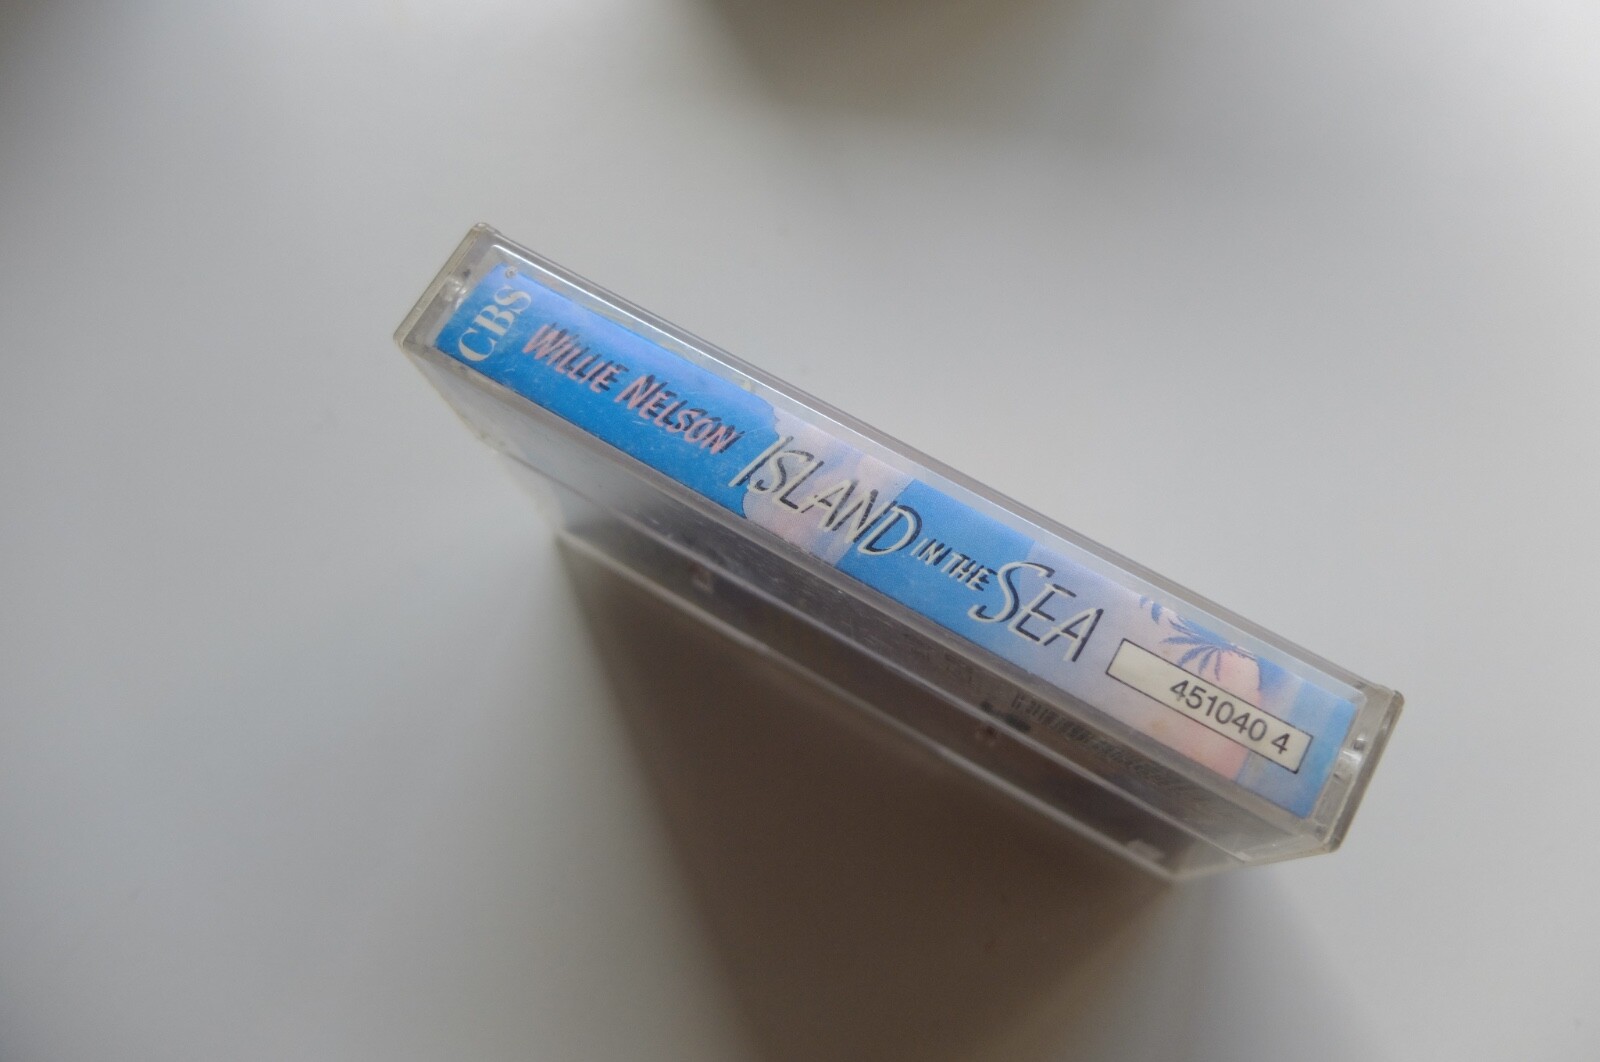 CBS
WILLIE NELSON
ISLAND IN THE SEA
451040 4